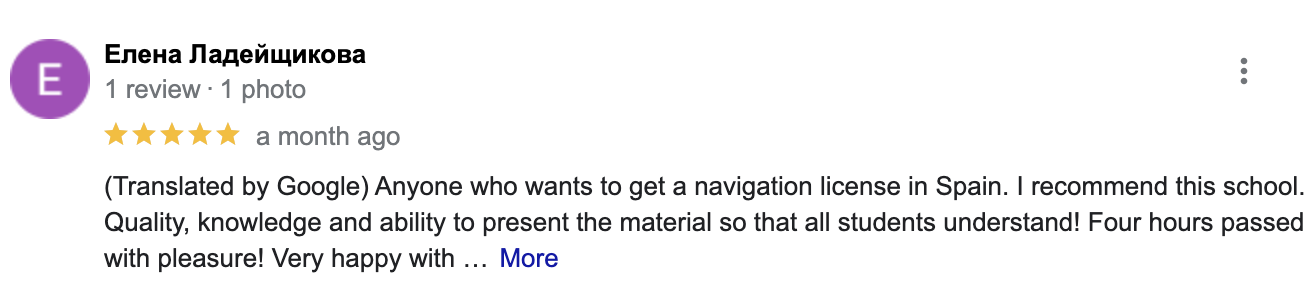 E
Елена Ладейщикова
1 review · 1 photo
a month ago
(Translated by Google) Anyone who wants to get a navigation license in Spain. I recommend this school.
Quality, knowledge and ability to present the material so that all students understand! Four hours passed
with pleasure! Very happy with … More